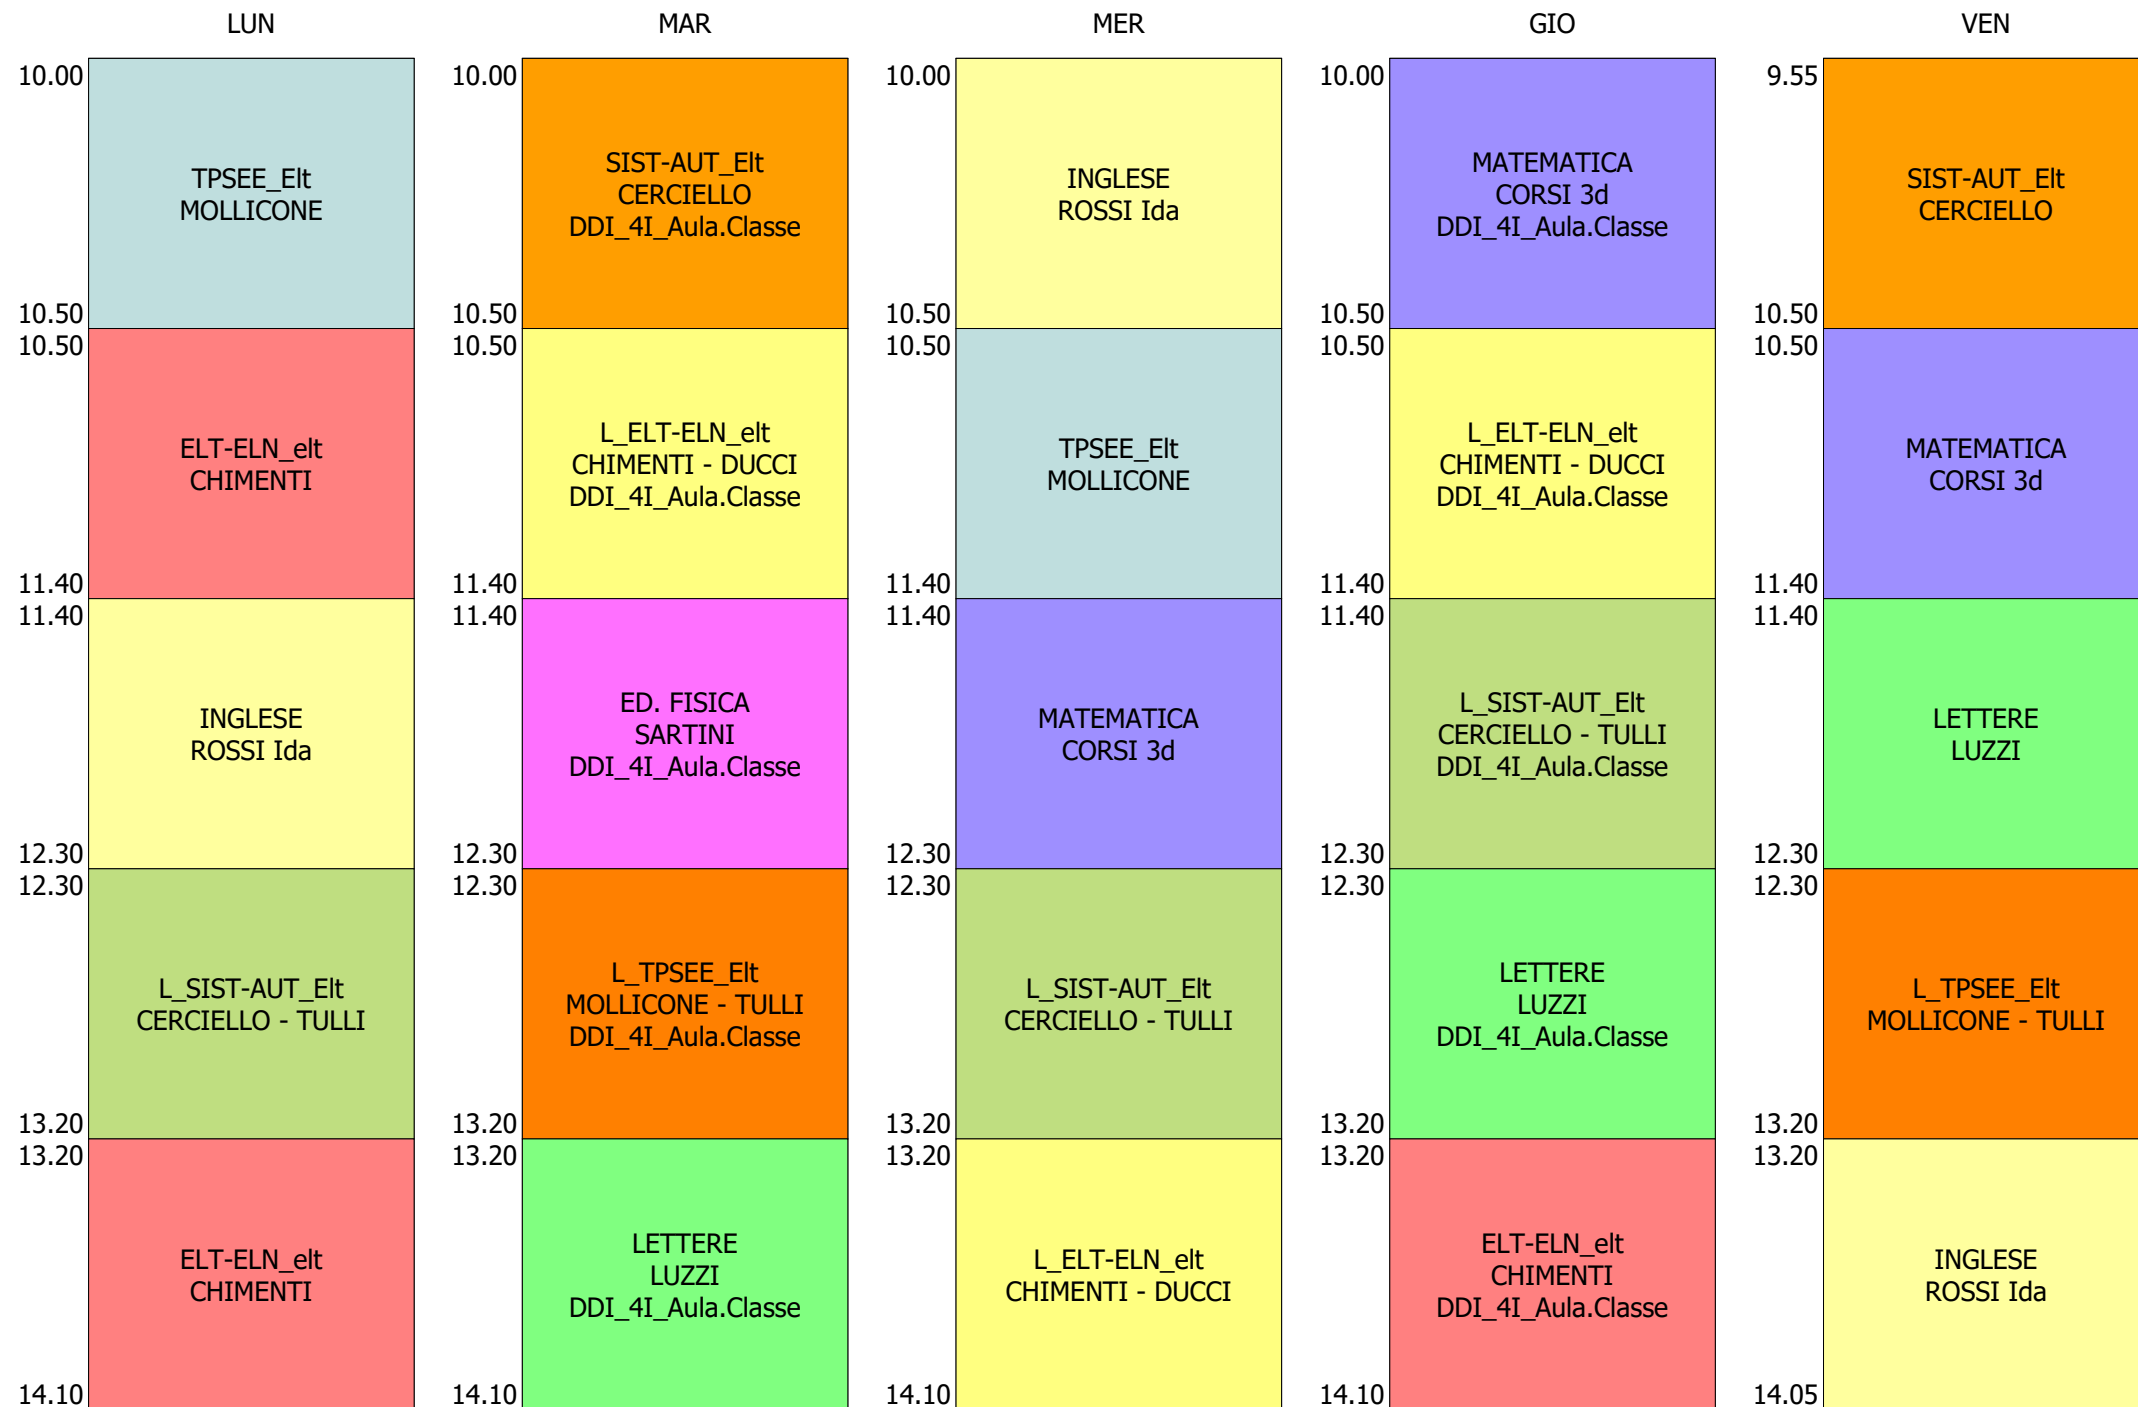 LUN
MAR
MER
GIO
VEN
10.00
TPSEE_Elt
MOLLICONE
10.50
10.50
ELT-ELN_elt
CHIMENTI
11.40
11.40
INGLESE
ROSSI Ida
12.30
12.30
L_SIST-AUT_Elt
CERCIELLO - TULLI
13.20
13.20
ELT-ELN_elt
CHIMENTI
14.10
10.00
SIST-AUT_Elt
CERCIELLO
DDI_4I_Aula.Classe
10.50
10.50
L_ELT-ELN_elt
CHIMENTI - DUCCI
DDI_4I_Aula.Classe
11.40
11.40
ED. FISICA
SARTINI
DDI_4I_Aula.Classe
12.30
12.30
L_TPSEE_Elt
MOLLICONE - TULLI
DDI_4I_Aula.Classe
13.20
13.20
LETTERE
LUZZI
DDI_4I_Aula.Classe
14.10
10.00
INGLESE
ROSSI Ida
10.50
10.50
TPSEE_Elt
MOLLICONE
11.40
11.40
MATEMATICA
CORSI 3d
12.30
12.30
L_SIST-AUT_Elt
CERCIELLO - TULLI
13.20
13.20
L_ELT-ELN_elt
CHIMENTI - DUCCI
14.10
10.00
MATEMATICA
CORSI 3d
DDI_4I_Aula.Classe
10.50
10.50
L_ELT-ELN_elt
CHIMENTI - DUCCI
DDI_4I_Aula.Classe
11.40
11.40
L_SIST-AUT_Elt
CERCIELLO - TULLI
DDI_4I_Aula.Classe
12.30
12.30
LETTERE
LUZZI
DDI_4I_Aula.Classe
13.20
13.20
ELT-ELN_elt
CHIMENTI
DDI_4I_Aula.Classe
14.10
9.55
SIST-AUT_Elt
CERCIELLO
10.50
10.50
MATEMATICA
CORSI 3d
11.40
11.40
LETTERE
LUZZI
12.30
12.30
L_TPSEE_Elt
MOLLICONE - TULLI
13.20
13.20
INGLESE
ROSSI Ida
14.05